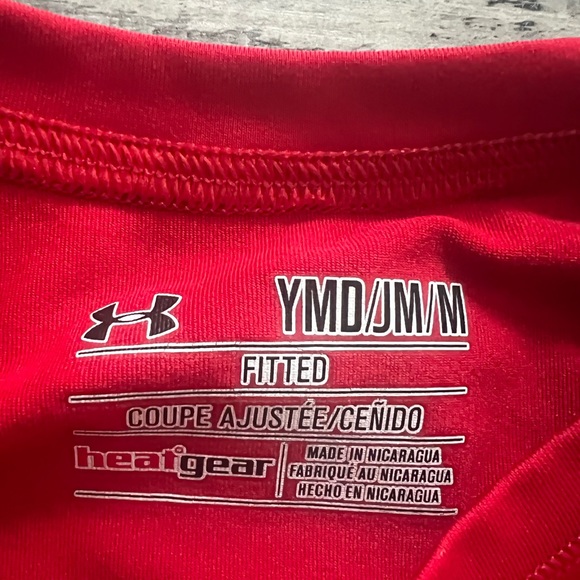 YMD/JM/M
FITTED
COUPE AJUSTÉE/CEÑIDO
heatgear
MADE IN NICARAGUA
FABRIQUÉ AU NICARAGUA
HECHO EN NICARAGUA